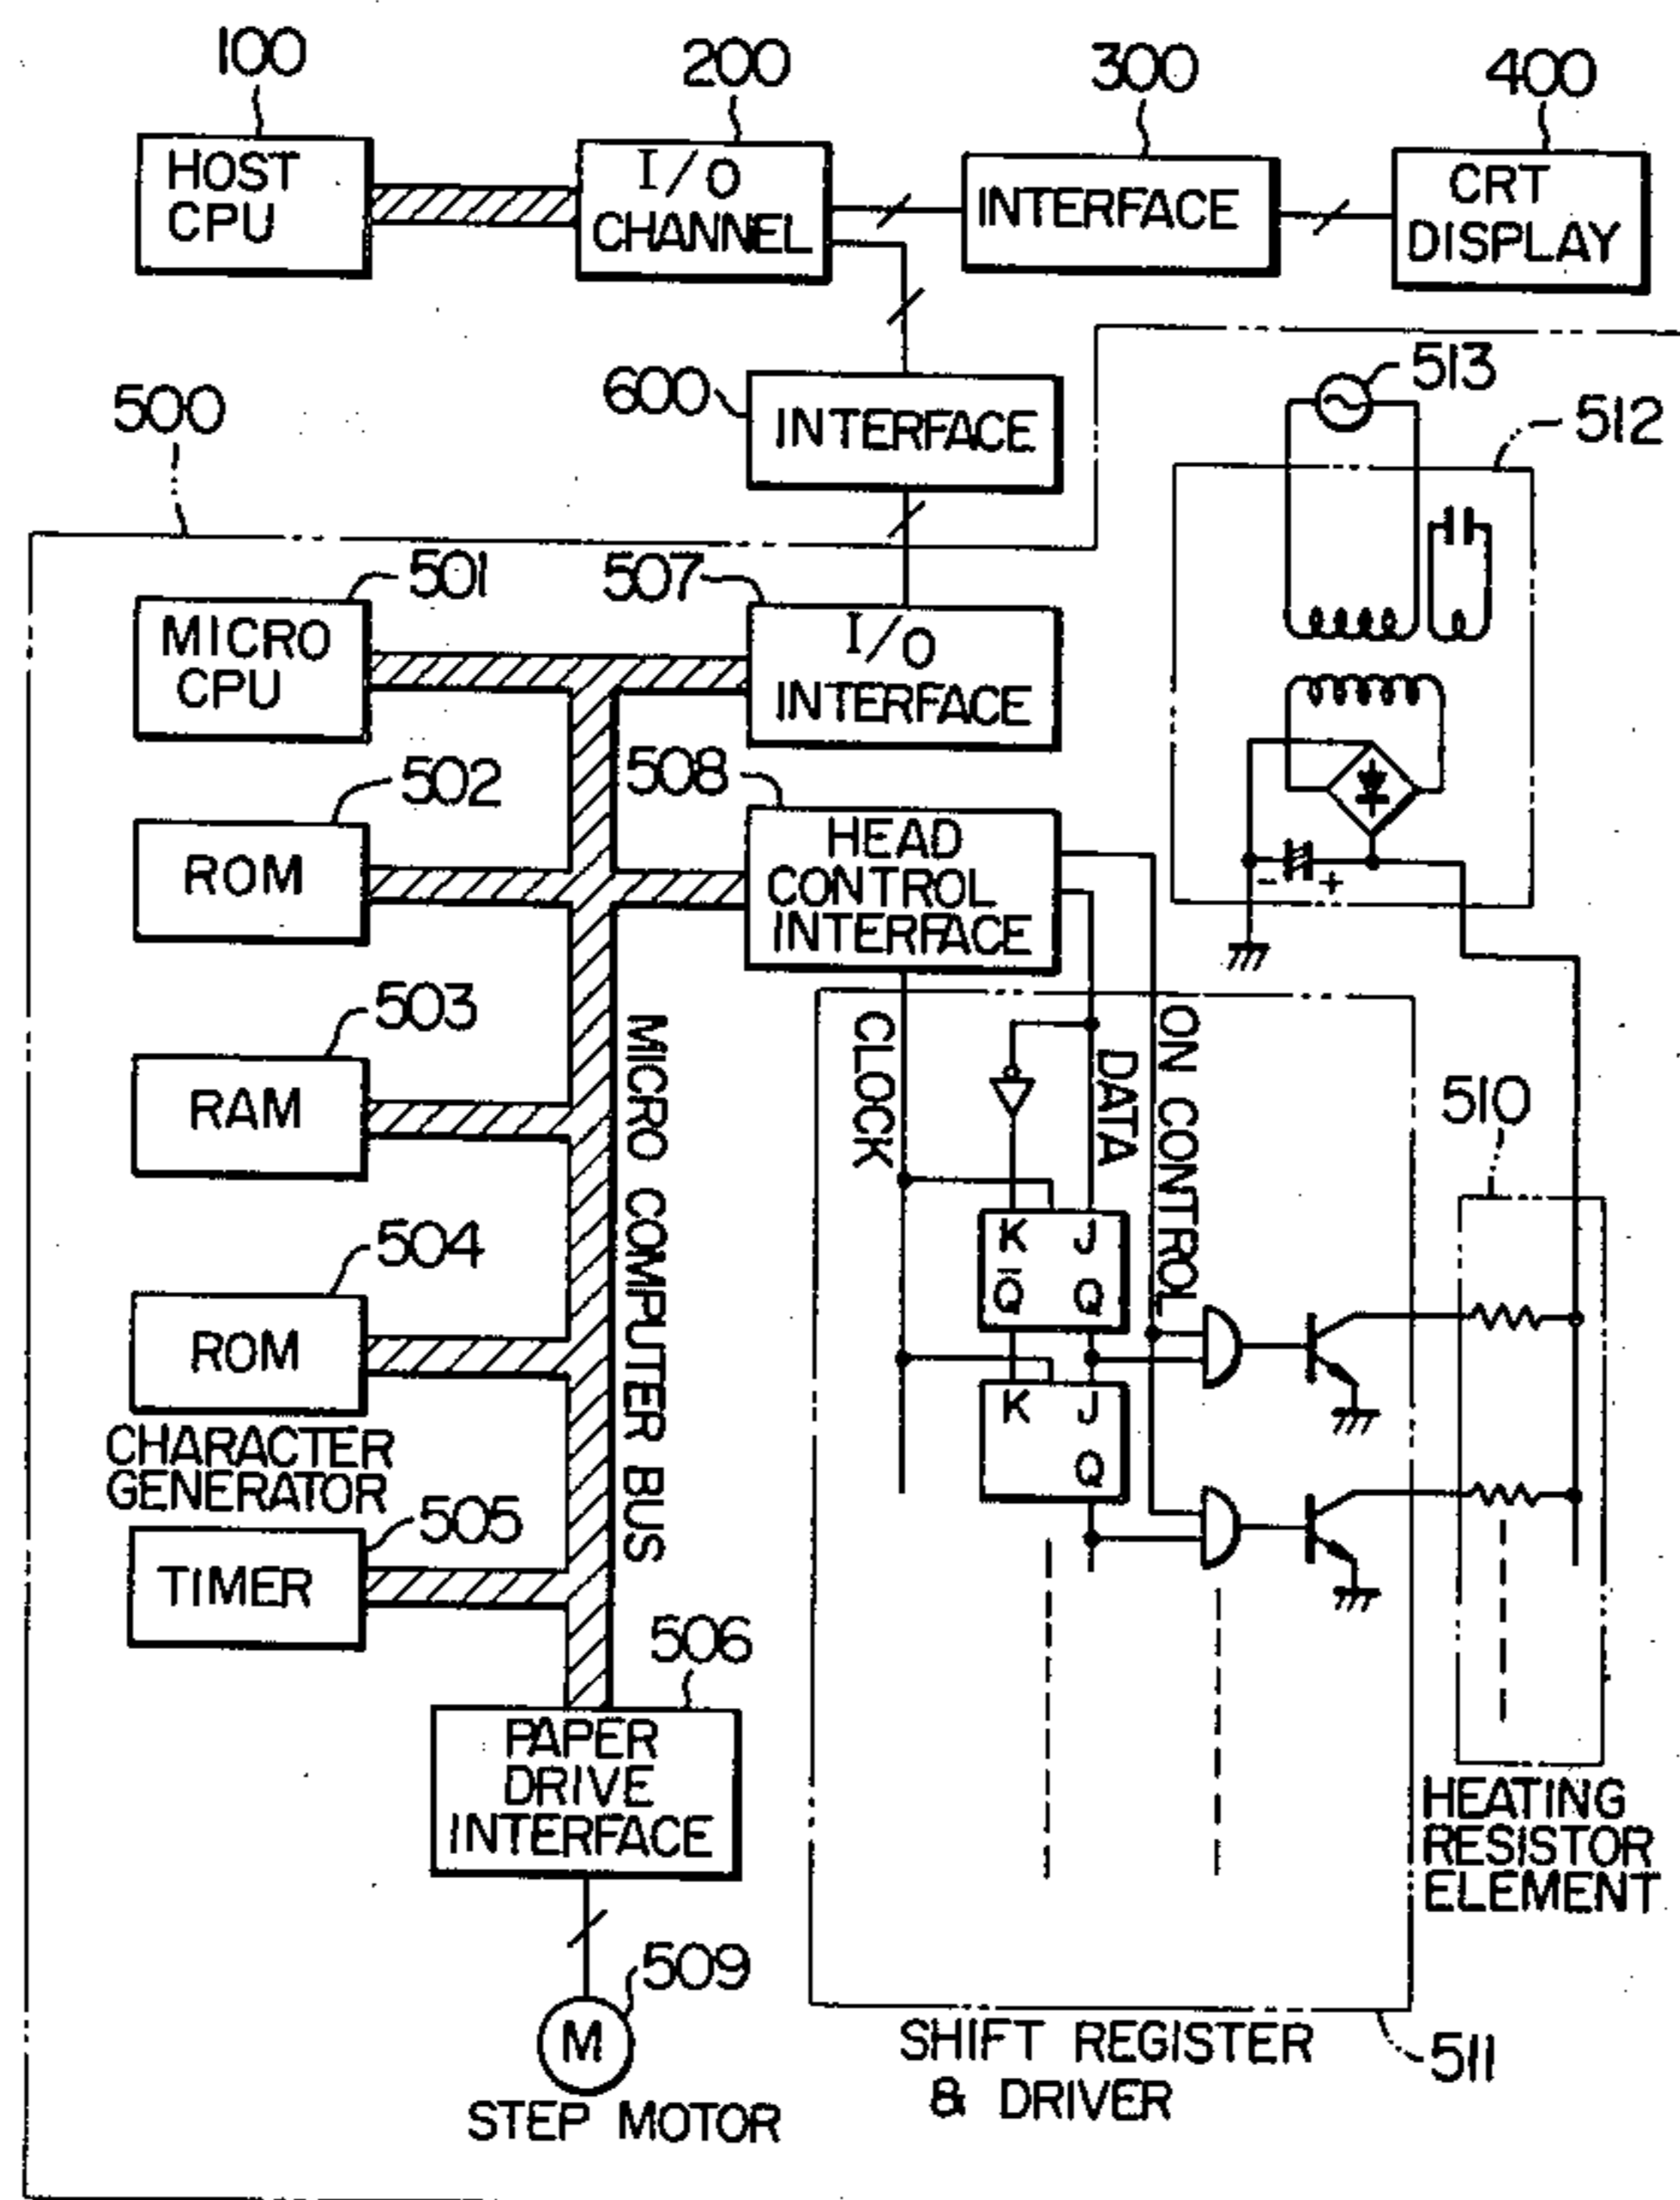 100
200
300
400
HOST
CPU
I/O
CHANNEL
INTERFACE
CRT
DISPLAY
600
INTERFACE
513
512
500
501
MICRO
CPU
507
I/O
INTERFACE
502
ROM
508
HEAD
CONTROL
INTERFACE
- +
503
RAM
MICRO COMPUTER BUS
CLOCK
DATA
ON CONTROL
510
504
ROM
CHARACTER
GENERATOR
K J
Q̅ Q
K J
Q
505
TIMER
506
PAPER
DRIVE
INTERFACE
HEATING
RESISTOR
ELEMENT
509
M
STEP MOTOR
SHIFT REGISTER
& DRIVER
511